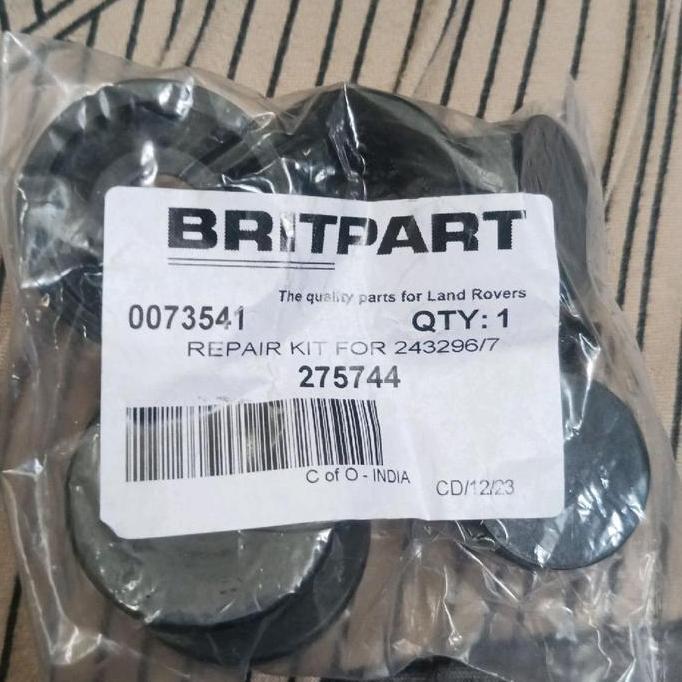 BRITPART
The quality parts for Land Rovers
0073541 QTY: 1
REPAIR KIT FOR 243296/7
275744
C of O - INDIA CD/12/23